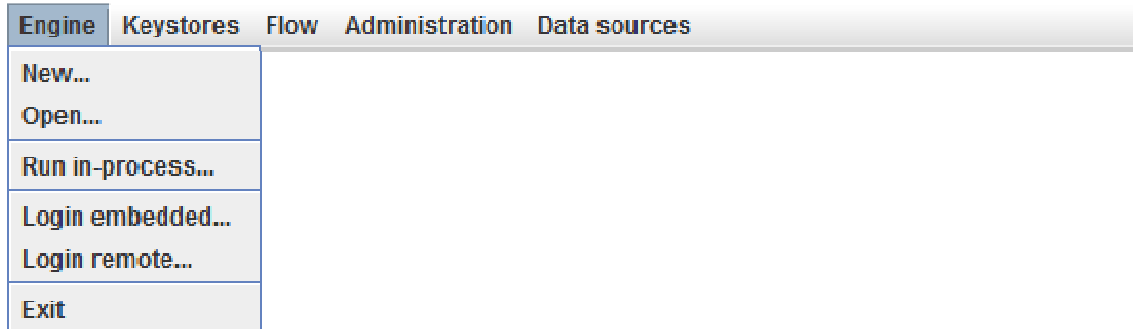 Engine Keystores Flow Administration Data sources
New...
Open...
Run in-process...
Login embedded...
Login remote...
Exit